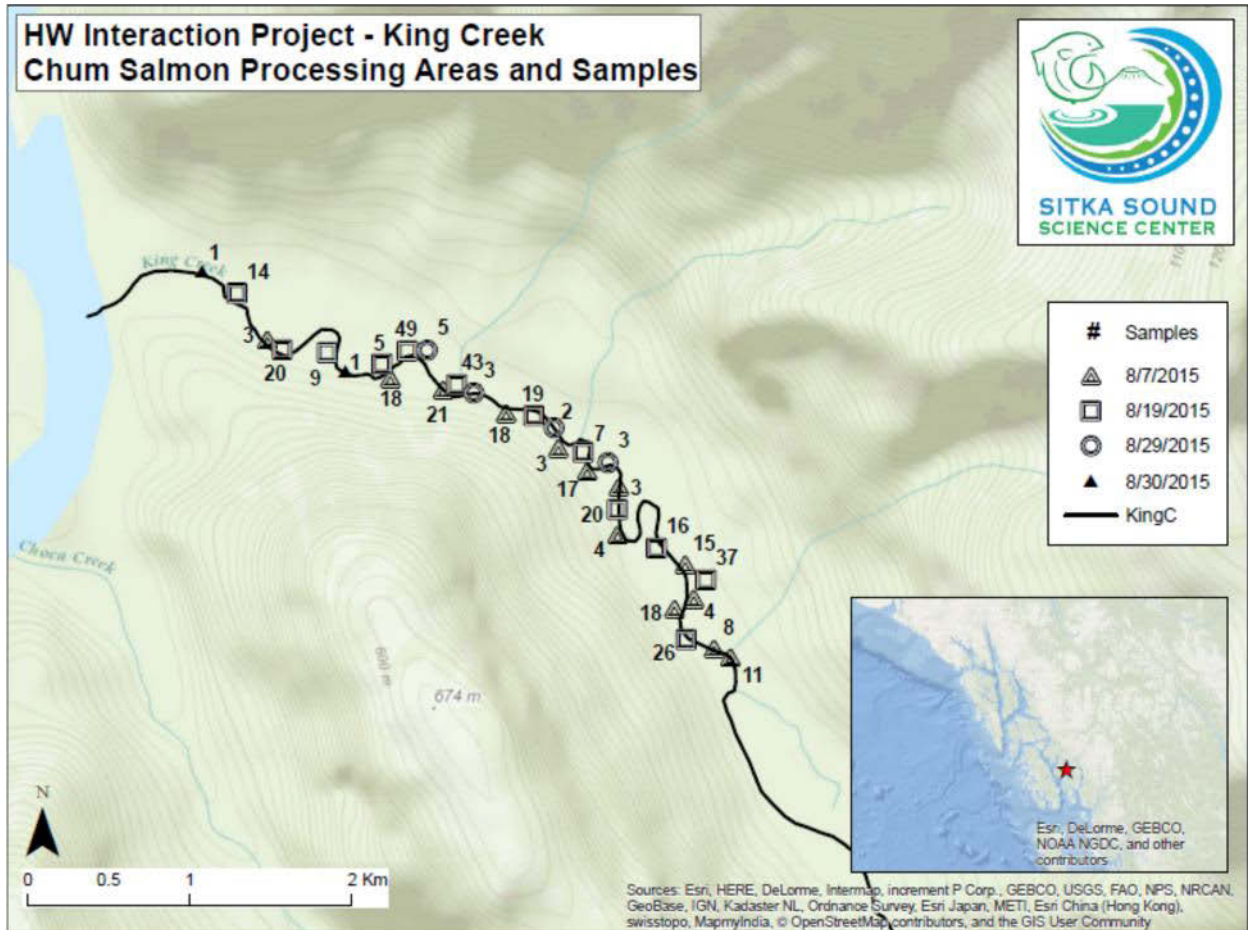 HW Interaction Project - King Creek
Chum Salmon Processing Areas and Samples
SITKA SOUND
SCIENCE CENTER
King Creek
1
14
3
20
9
1
5
18
49
5
43
3
21
18
19
2
3
7
3
17
3
20
4
16
15
37
4
18
26
8
11
# Samples
8/7/2015
8/19/2015
8/29/2015
8/30/2015
KingC
Choca Creek
600 m
674 m
N
0 0.5 1 2 Km
Esri, DeLorme, GEBCO,
NOAA NGDC, and other
contributors
Sources: Esri, HERE, DeLorme, Intermap, increment P Corp., GEBCO, USGS, FAO, NPS, NRCAN,
GeoBase, IGN, Kadaster NL, Ordnance Survey, Esri Japan, METI, Esri China (Hong Kong),
swisstopo, MapmyIndia, © OpenStreetMap contributors, and the GIS User Community